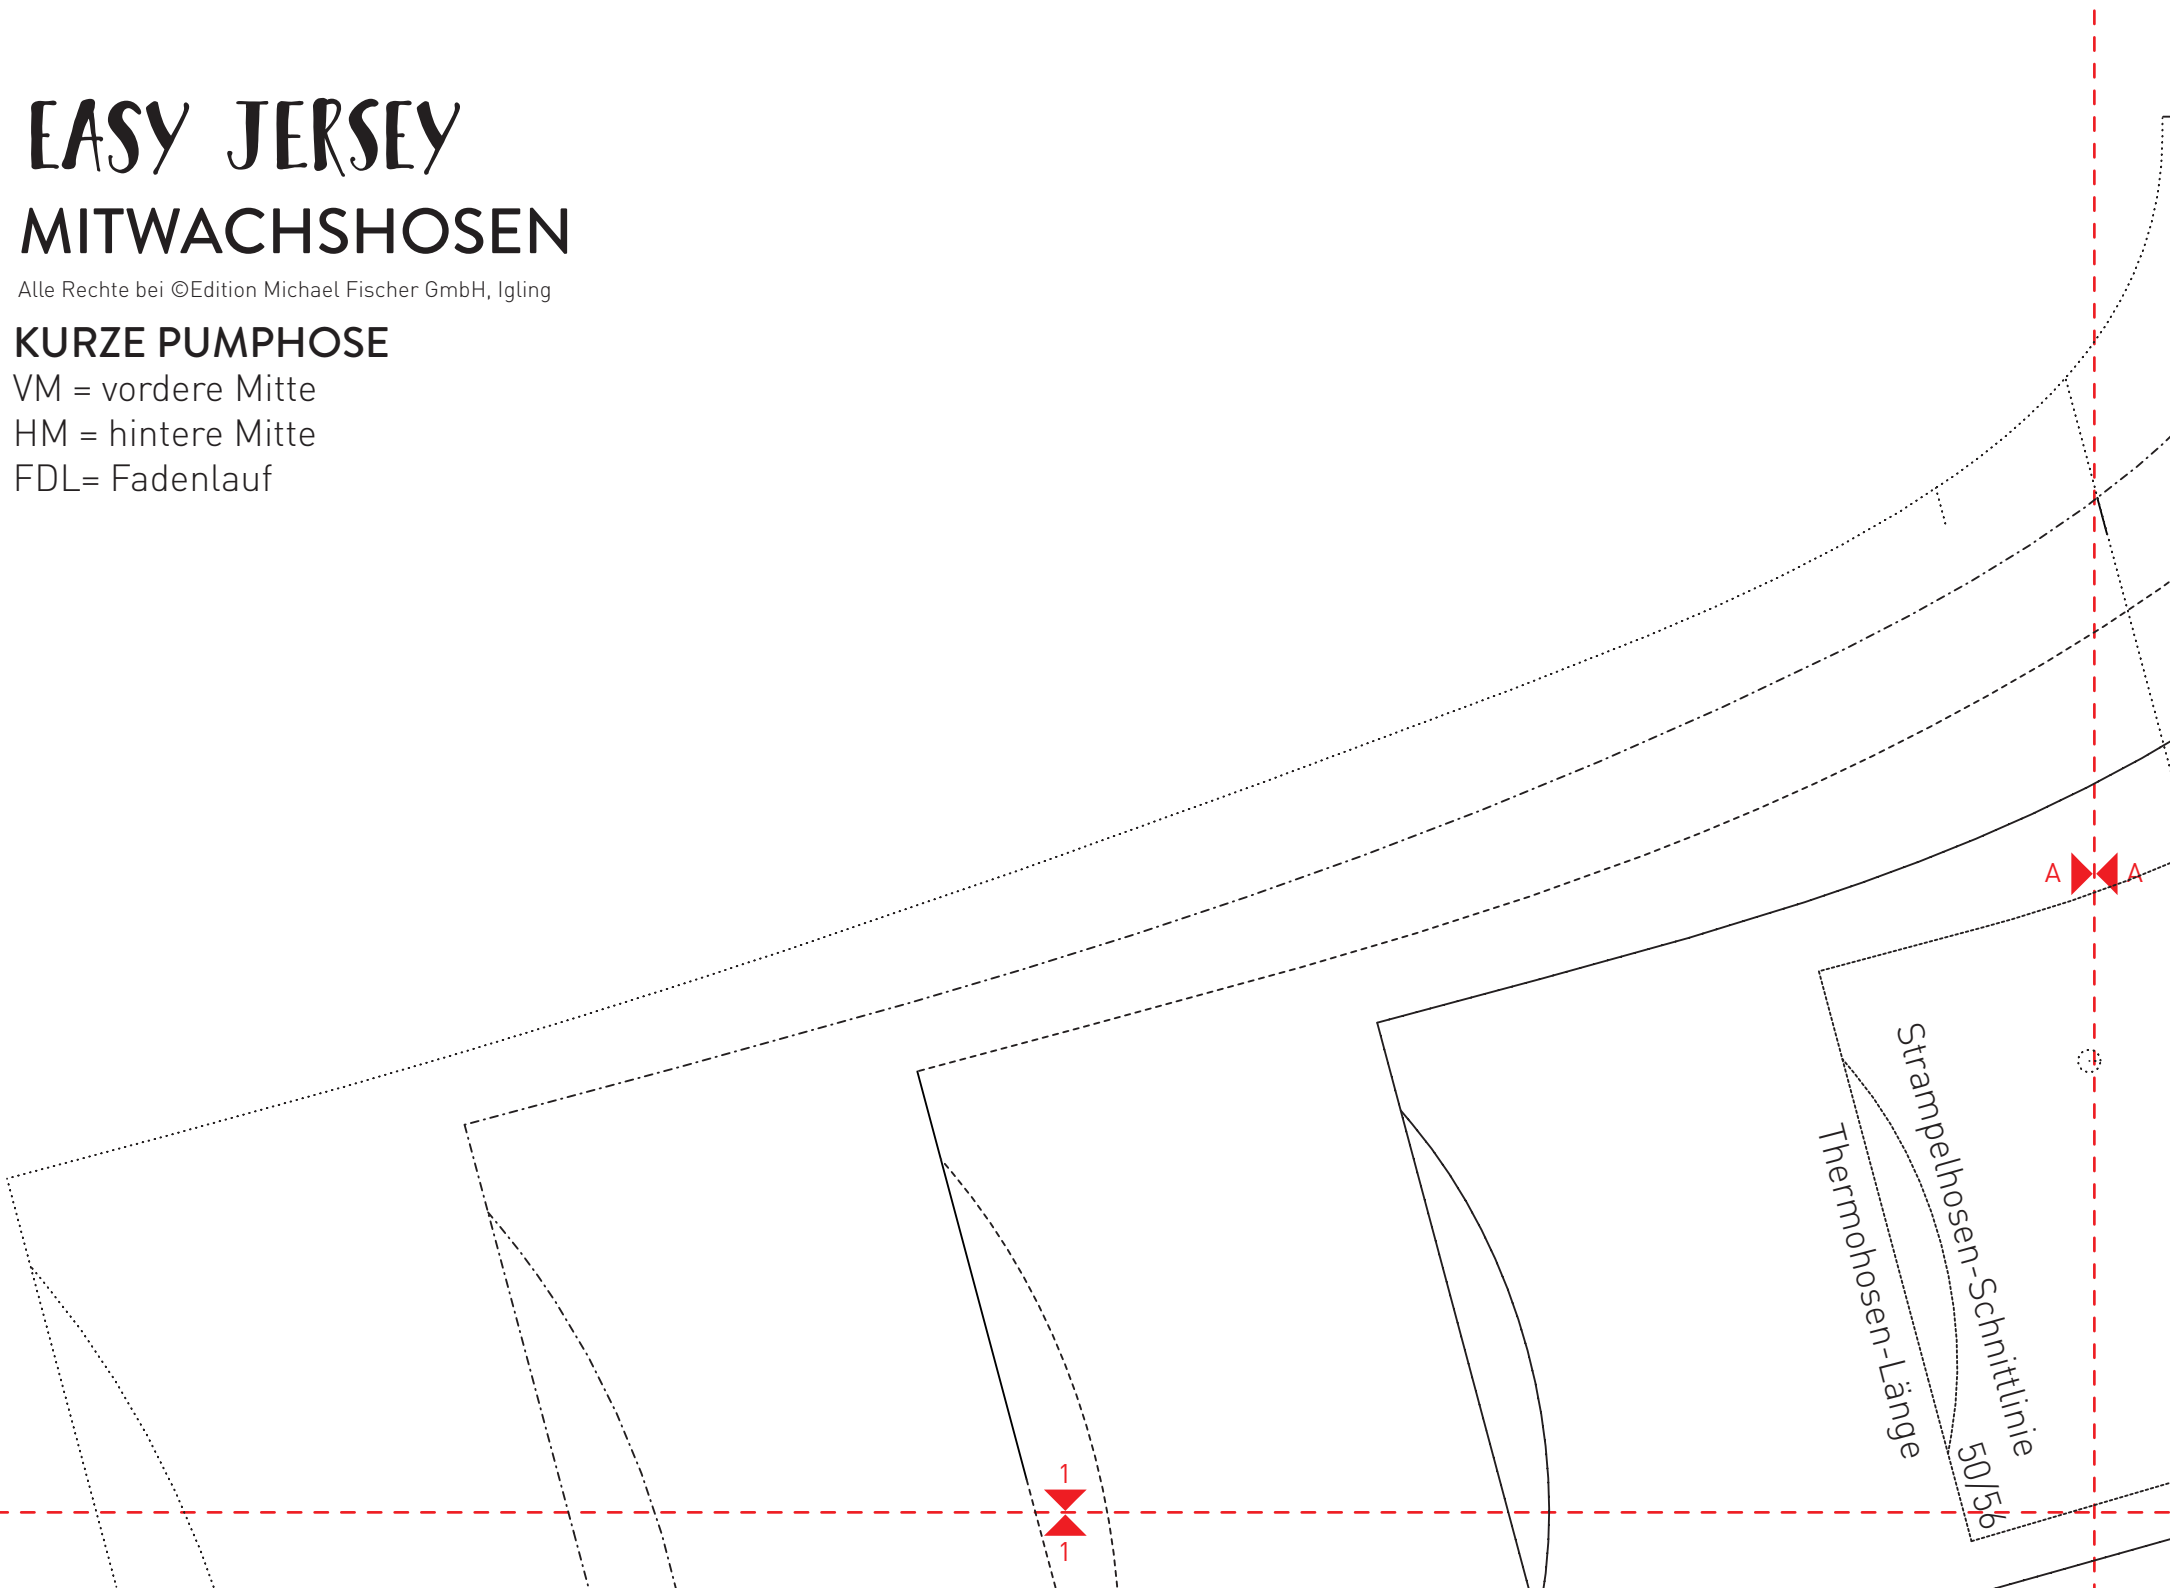 EASY JERSEY
MITWACHSHOSEN
Alle Rechte bei ©Edition Michael Fischer GmbH, Igling
KURZE PUMPHOSE
VM = vordere Mitte
HM = hintere Mitte
FDL= Fadenlauf
A A
Strampelhosen-Schnittlinie
Thermohosen-Länge
50/56
1
1